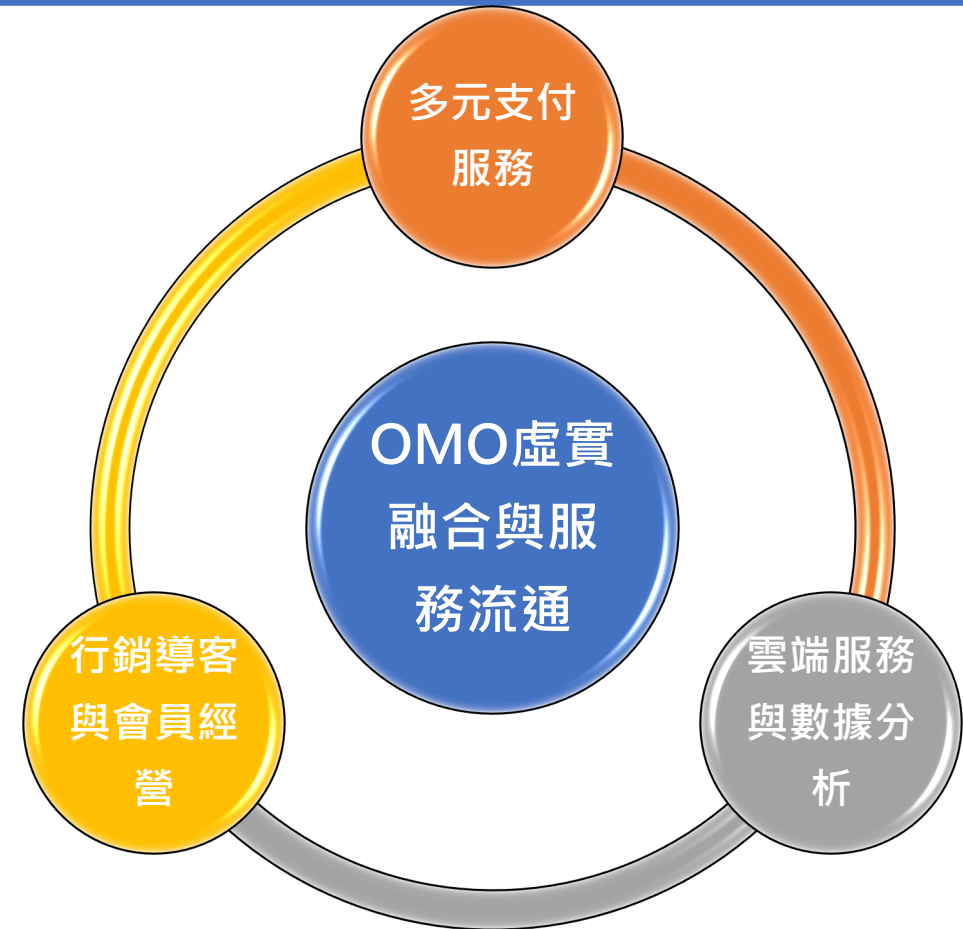 多元支付
服務
OMO虛實
融合與服
務流通
行銷導客
與會員經
營
雲端服務
與數據分
析